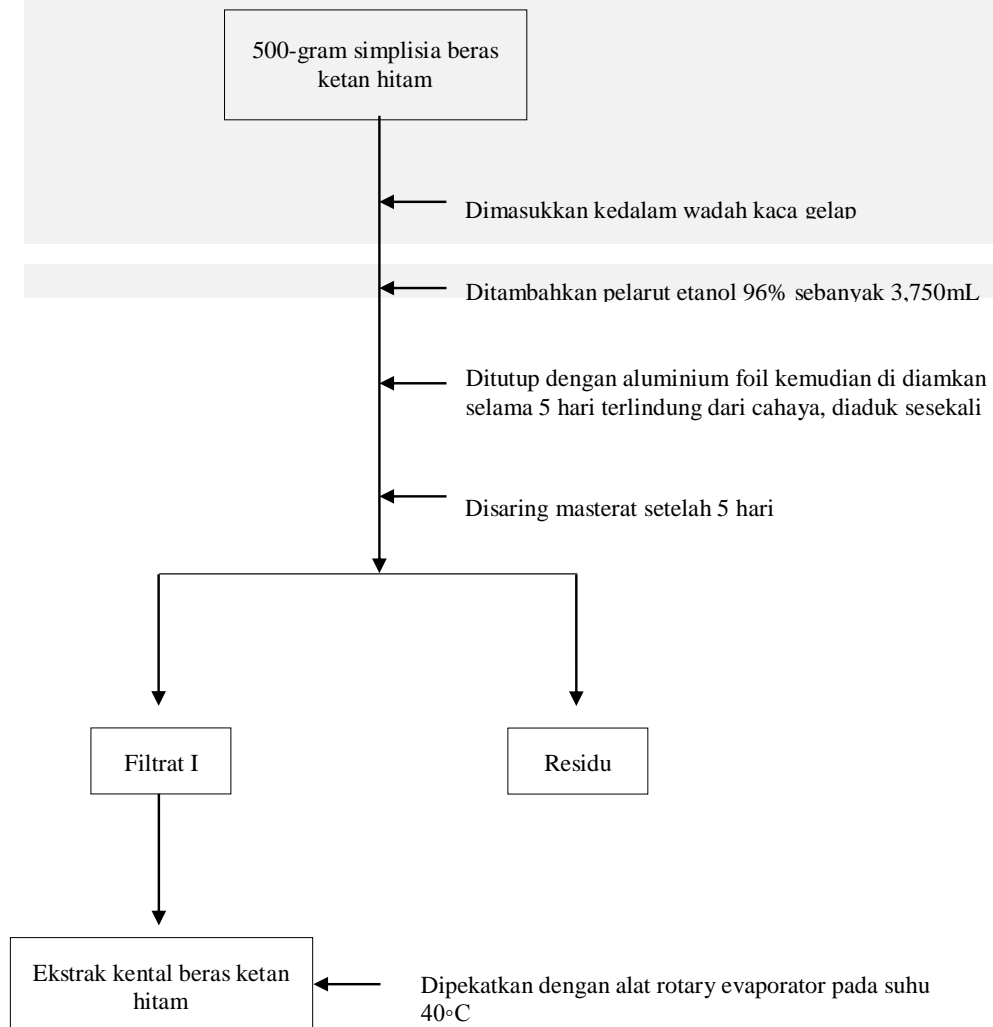 500-gram simplisia beras
ketan hitam
Dimasukkan kedalam wadah kaca gelap
Ditambahkan pelarut etanol 96% sebanyak 3,750mL
Ditutup dengan aluminium foil kemudian di diamkan
selama 5 hari terlindung dari cahaya, diaduk sesekali
Disaring masterat setelah 5 hari
Filtrat I
Residu
Ekstrak kental beras ketan
hitam
Dipekatkan dengan alat rotary evaporator pada suhu
40◦C